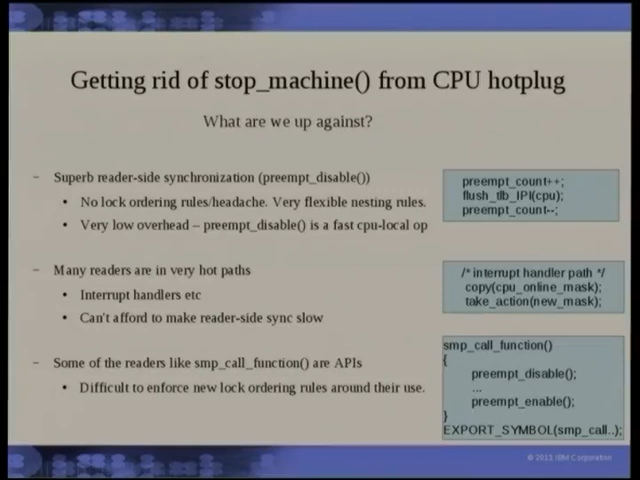 Getting rid of stop_machine() from CPU hotplug
What are we up against?
– Superb reader-side synchronization (preempt_disable())
• No lock ordering rules/headache. Very flexible nesting rules.
• Very low overhead – preempt_disable() is a fast cpu-local op
– Many readers are in very hot paths
• Interrupt handlers etc
• Can't afford to make reader-side sync slow
– Some of the readers like smp_call_function() are APIs
• Difficult to enforce new lock ordering rules around their use.
preempt_count++;
flush_tlb_IPI(cpu);
preempt_count--;
/* interrupt handler path */
copy(cpu_online_mask);
take_action(new_mask);
smp_call_function()
{
preempt_disable();
...
preempt_enable();
}
EXPORT_SYMBOL(smp_call..);
© 2013 IBM Corporation